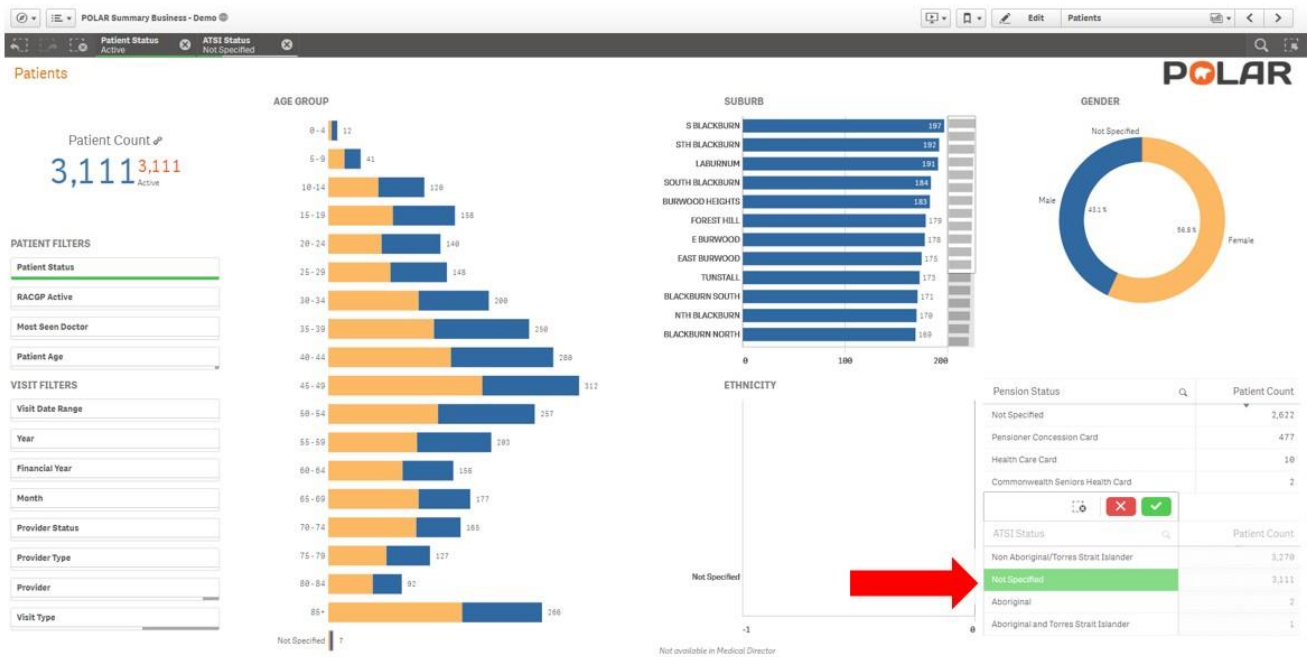 POLAR Summary Business - Demo
Edit
Patients
Patient Status
Active
ATSI Status
Not Specified
Patients
POLAR
Patient Count
3,111
3,111
Active
PATIENT FILTERS
Patient Status
RACGP Active
Most Seen Doctor
Patient Age
VISIT FILTERS
Visit Date Range
Year
Financial Year
Month
Provider Status
Provider Type
Provider
Visit Type
AGE GROUP
0-4 12
5-9 41
10-14 120
15-19 158
20-24 140
25-29 148
30-34 200
35-39 250
40-44 280
45-49 312
50-54 257
55-59 203
60-64 156
65-69 177
70-74 165
75-79 127
80-84 92
85+ 266
Not Specified 7
SUBURB
S BLACKBURN 197
STH BLACKBURN 192
LABURNUM 191
SOUTH BLACKBURN 184
BURWOOD HEIGHTS 183
FOREST HILL 179
E BURWOOD 178
EAST BURWOOD 175
TUNSTALL 173
BLACKBURN SOUTH 171
NTH BLACKBURN 170
BLACKBURN NORTH 169
0 100 200
GENDER
Not Specified
Male
43.1%
56.8%
Female
ETHNICITY
Not Specified
-1 0
Not available in Medical Director
Pension Status Patient Count
Not Specified 2,622
Pensioner Concession Card 477
Health Care Card 10
Commonwealth Seniors Health Card 2
ATSI Status Patient Count
Non Aboriginal/Torres Strait Islander 3,270
Not Specified 3,111
Aboriginal 2
Aboriginal and Torres Strait Islander 1